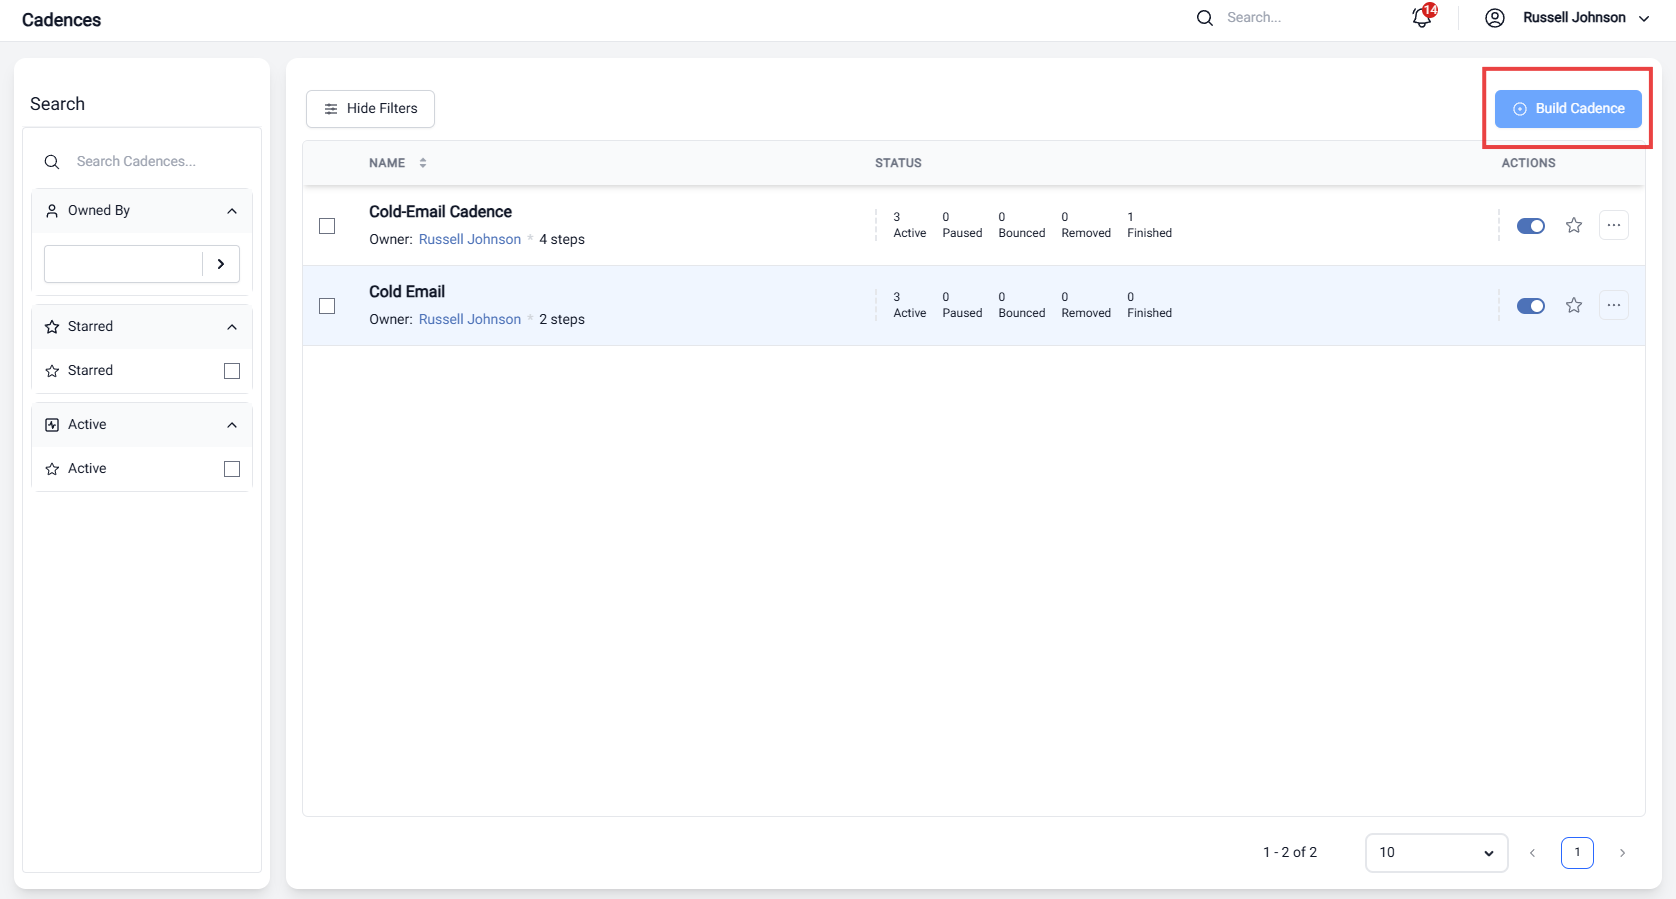 Cadences
Search...
14
Russell Johnson
Search
Search Cadences...
Owned By
Starred
Starred
Active
Active
Hide Filters
Build Cadence
NAME STATUS ACTIONS
Cold-Email Cadence
Owner: Russell Johnson * 4 steps
3 0 0 0 1
Active Paused Bounced Removed Finished
Cold Email
Owner: Russell Johnson * 2 steps
3 0 0 0 0
Active Paused Bounced Removed Finished
1 - 2 of 2 10 1